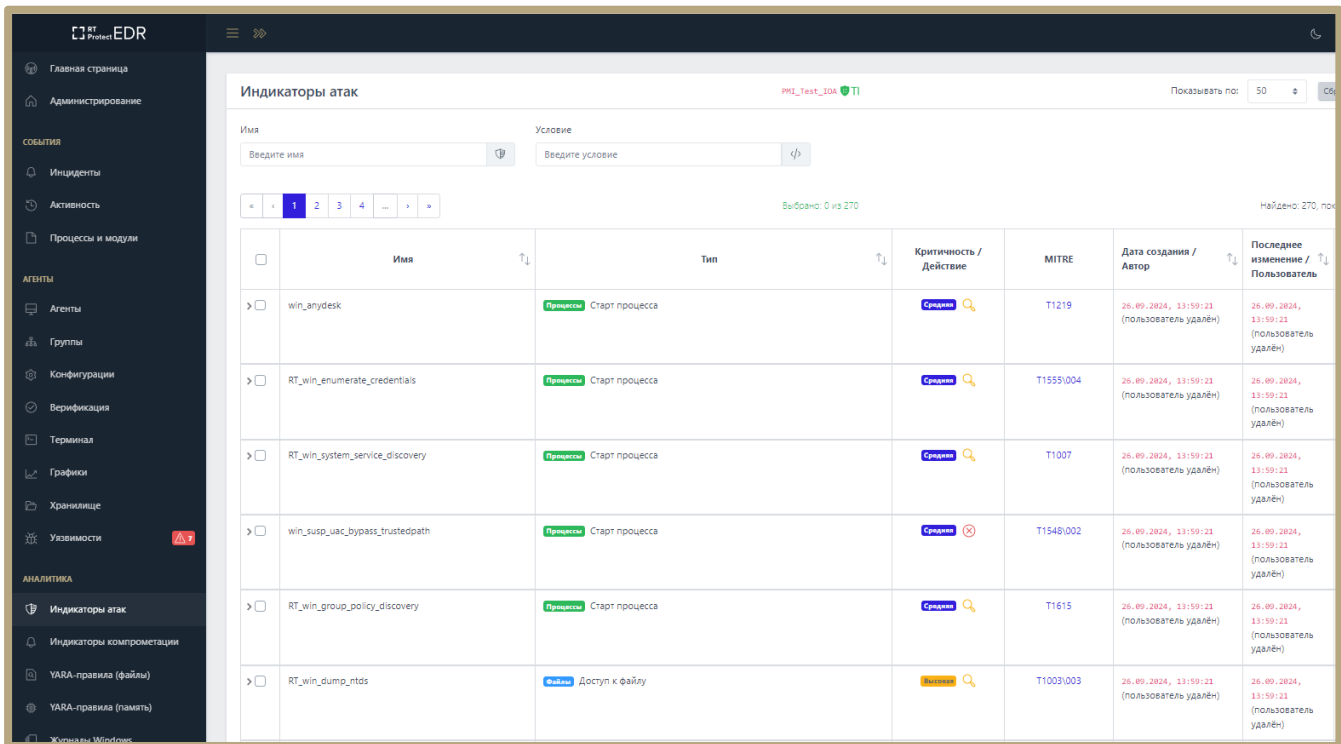 RT Protect EDR
Главная страница
Администрирование
СОБЫТИЯ
Инциденты
Активность
Процессы и модули
АГЕНТЫ
Агенты
Группы
Конфигурации
Верификация
Терминал
Графики
Хранилище
Уязвимости 7
АНАЛИТИКА
Индикаторы атак
Индикаторы компрометации
YARA-правила (файлы)
YARA-правила (память)
Журналы Windows
Индикаторы атак PMI_Test_IOA TI Показывать по: 50
Имя Условие
Введите имя Введите условие </>
« ‹ 1 2 3 4 ... › » Выбрано: 0 из 270 Найдено: 270,
Имя Тип Критичность / Действие MITRE Дата создания / Автор Последнее изменение / Пользователь
win_anydesk Процессы Старт процесса Средняя T1219 26.09.2024, 13:59:21 26.09.2024,
(пользователь удалён) 13:59:21
(пользователь
удалён)
RT_win_enumerate_credentials Процессы Старт процесса Средняя T1555\004 26.09.2024, 13:59:21 26.09.2024,
(пользователь удалён) 13:59:21
(пользователь
удалён)
RT_win_system_service_discovery Процессы Старт процесса Средняя T1007 26.09.2024, 13:59:21 26.09.2024,
(пользователь удалён) 13:59:21
(пользователь
удалён)
win_susp_uac_bypass_trustedpath Процессы Старт процесса Средняя T1548\002 26.09.2024, 13:59:21 26.09.2024,
(пользователь удалён) 13:59:21
(пользователь
удалён)
RT_win_group_policy_discovery Процессы Старт процесса Средняя T1615 26.09.2024, 13:59:21 26.09.2024,
(пользователь удалён) 13:59:21
(пользователь
удалён)
RT_win_dump_ntds Файлы Доступ к файлу Высокая T1003\003 26.09.2024, 13:59:21 26.09.2024,
(пользователь удалён) 13:59:21
(пользователь
удалён)